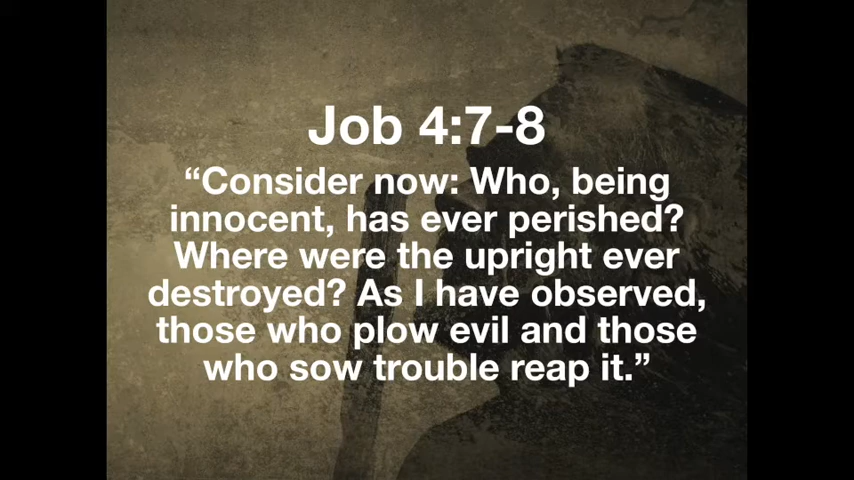 Job 4:7-8
“Consider now: Who, being
innocent, has ever perished?
Where were the upright ever
destroyed? As I have observed,
those who plow evil and those
who sow trouble reap it.”